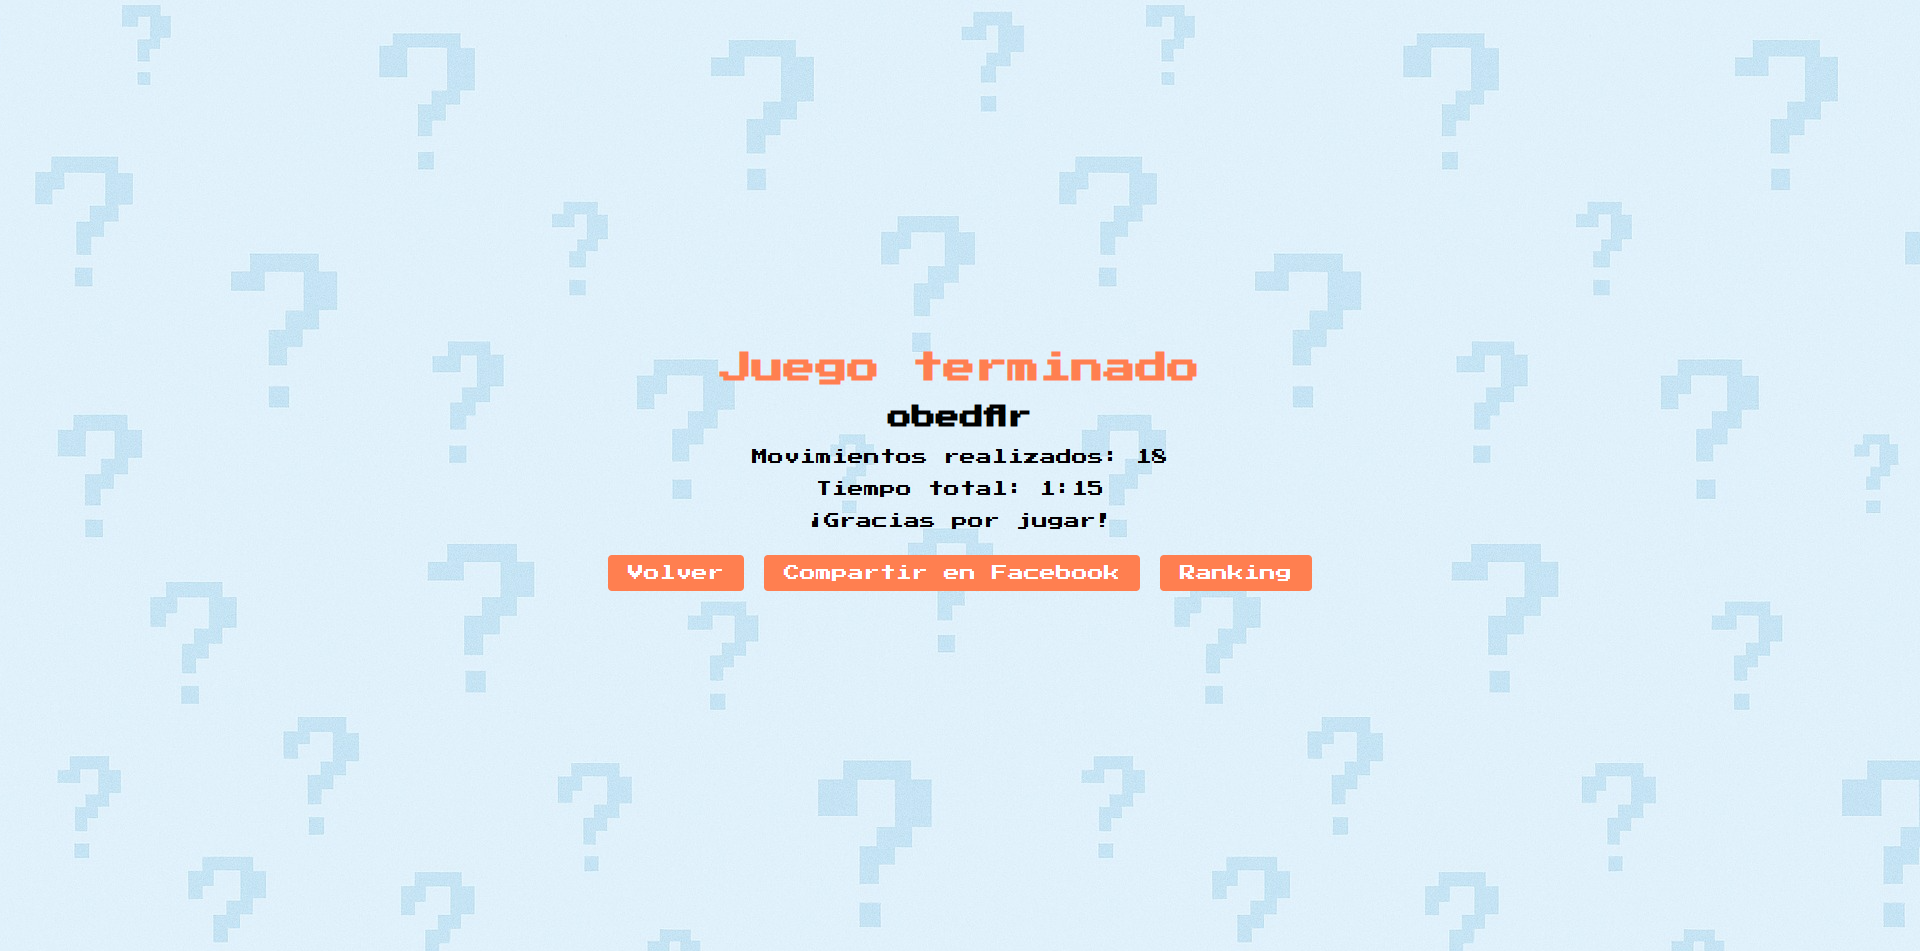 Juego terminado
obedflr
Movimientos realizados: 18
Tiempo total: 1:15
¡Gracias por jugar!
Volver Compartir en Facebook Ranking